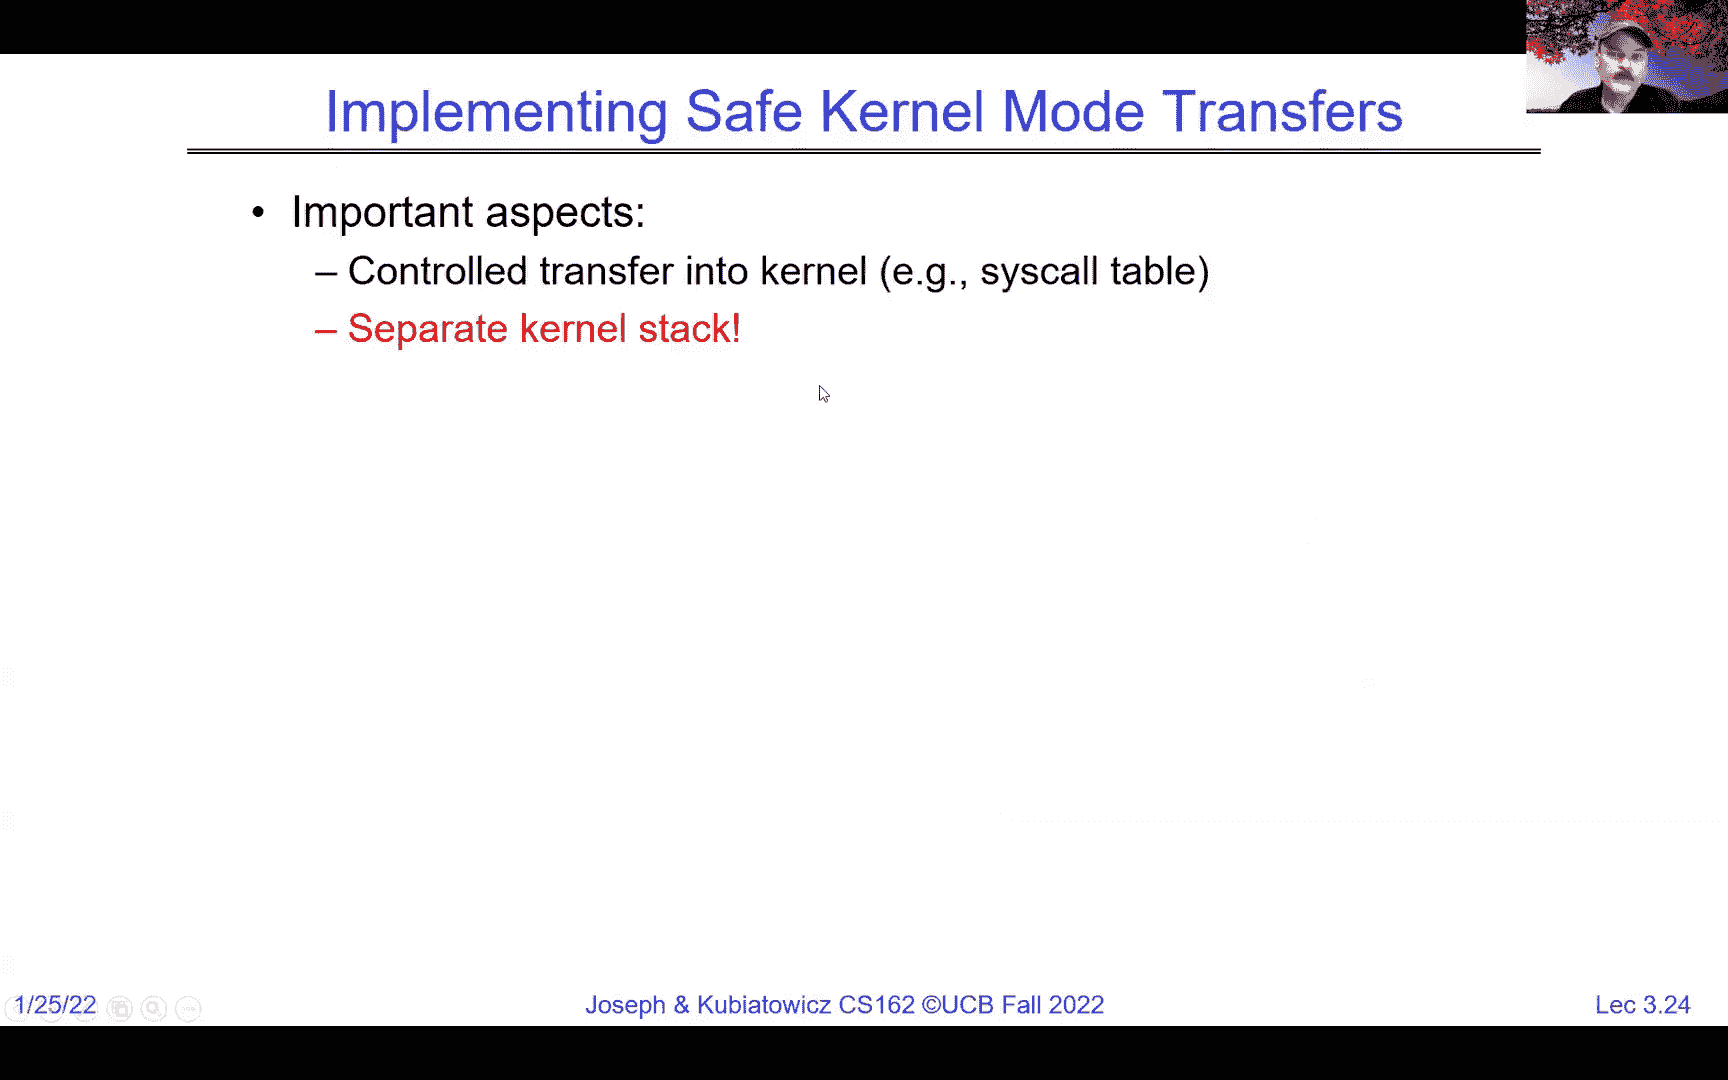 Implementing Safe Kernel Mode Transfers
• Important aspects:
– Controlled transfer into kernel (e.g., syscall table)
– Separate kernel stack!
1/25/22
Joseph & Kubiatowicz CS162 ©UCB Fall 2022
Lec 3.24